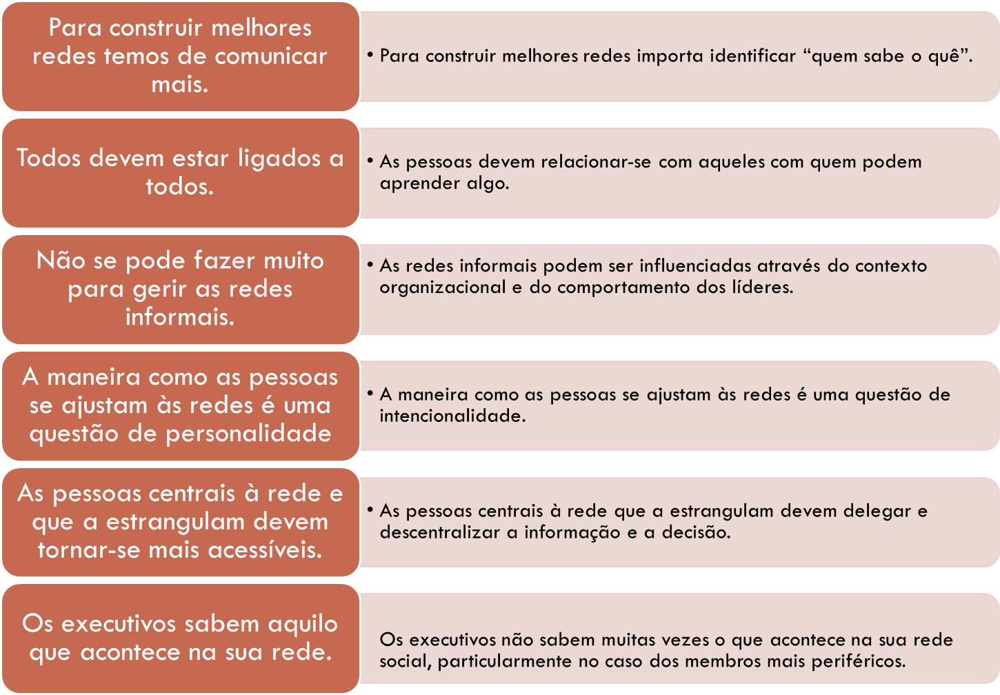 Para construir melhores
redes temos de comunicar
mais.
• Para construir melhores redes importa identificar “quem sabe o quê”.
Todos devem estar ligados a
todos.
• As pessoas devem relacionar-se com aqueles com quem podem
aprender algo.
Não se pode fazer muito
para gerir as redes
informais.
• As redes informais podem ser influenciadas através do contexto
organizacional e do comportamento dos líderes.
A maneira como as pessoas
se ajustam às redes é uma
questão de personalidade
• A maneira como as pessoas se ajustam às redes é uma questão de
intencionalidade.
As pessoas centrais à rede e
que a estrangulam devem
tornar-se mais acessíveis.
• As pessoas centrais à rede que a estrangulam devem delegar e
descentralizar a informação e a decisão.
Os executivos sabem aquilo
que acontece na sua rede.
Os executivos não sabem muitas vezes o que acontece na sua rede
social, particularmente no caso dos membros mais periféricos.